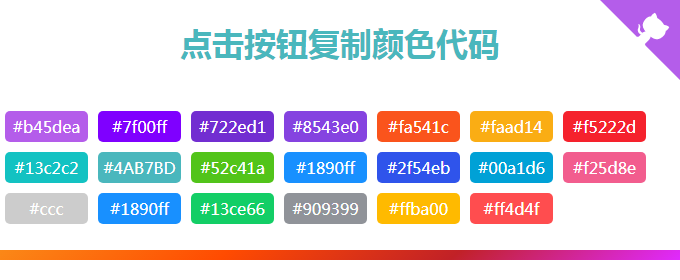 点击按钮复制颜色代码
#b45dea #7f00ff #722ed1 #8543e0 #fa541c #faad14 #f5222d
#13c2c2 #4AB7BD #52c41a #1890ff #2f54eb #00a1d6 #f25d8e
#ccc #1890ff #13ce66 #909399 #ffba00 #ff4d4f